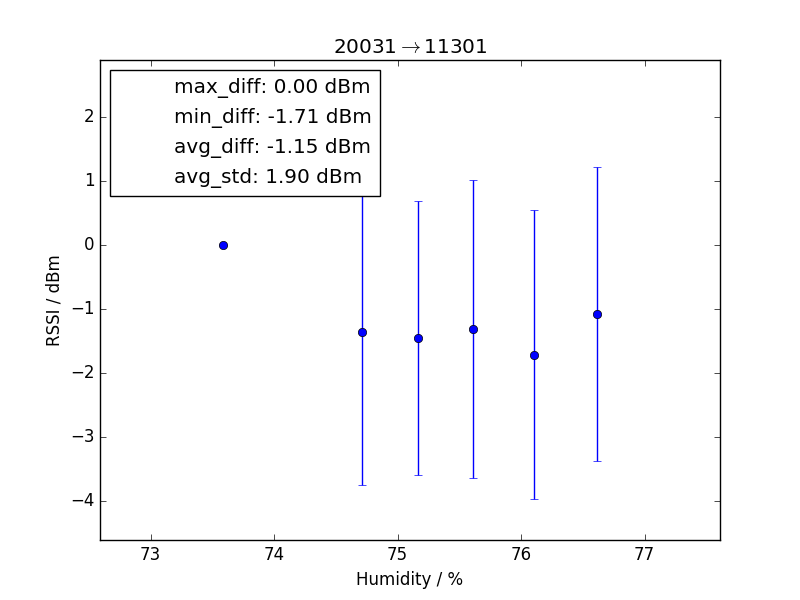 20031→11301
max_diff: 0.00 dBm
min_diff: -1.71 dBm
avg_diff: -1.15 dBm
avg_std: 1.90 dBm
RSSI / dBm
2
1
0
−1
−2
−3
−4
73 74 75 76 77
Humidity / %